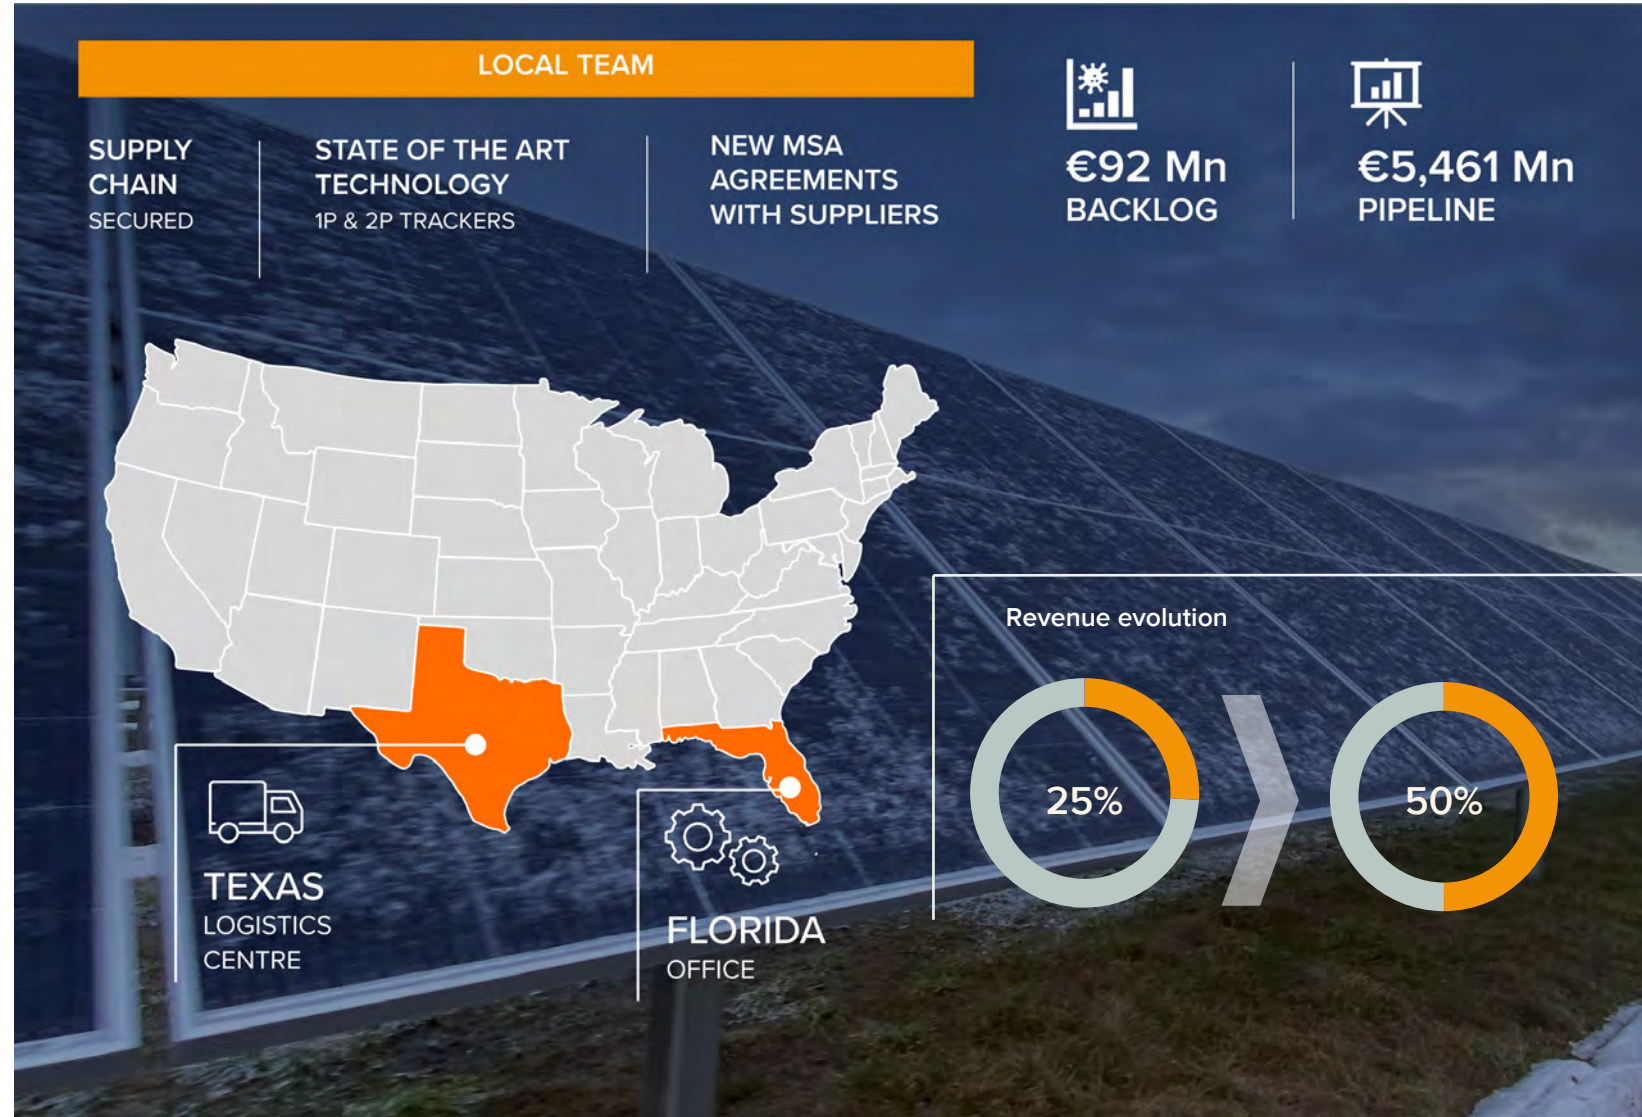 LOCAL TEAM
SUPPLY
CHAIN
SECURED
STATE OF THE ART
TECHNOLOGY
1P & 2P TRACKERS
NEW MSA
AGREEMENTS
WITH SUPPLIERS
€92 Mn
BACKLOG
€5,461 Mn
PIPELINE
Revenue evolution
25%
50%
TEXAS
LOGISTICS
CENTRE
FLORIDA
OFFICE